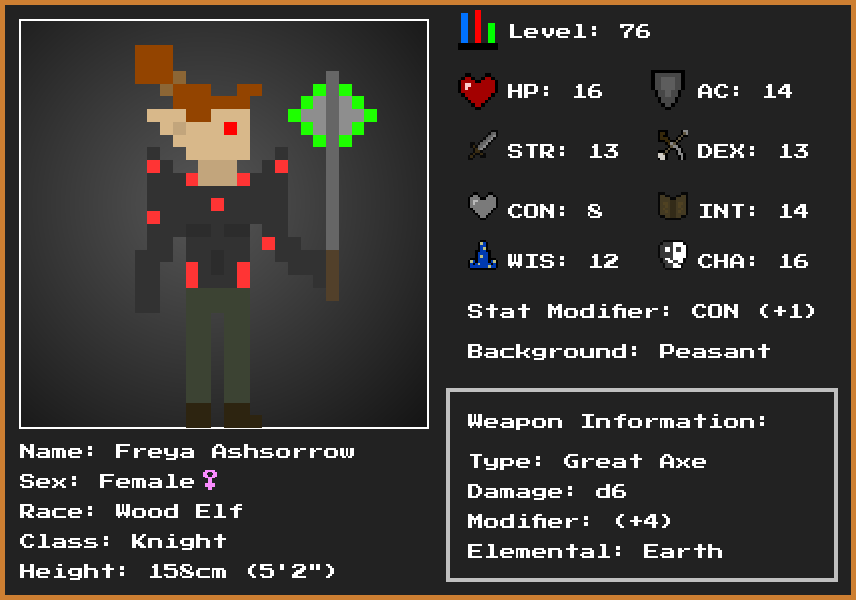 Level: 76
HP: 16 AC: 14
STR: 13 DEX: 13
CON: 8 INT: 14
WIS: 12 CHA: 16
Stat Modifier: CON (+1)
Background: Peasant
Weapon Information:
Type: Great Axe
Damage: d6
Modifier: (+4)
Elemental: Earth
Name: Freya Ashsorrow
Sex: Female♀
Race: Wood Elf
Class: Knight
Height: 158cm (5'2")